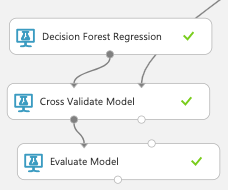 Decision Forest Regression
Cross Validate Model
Evaluate Model